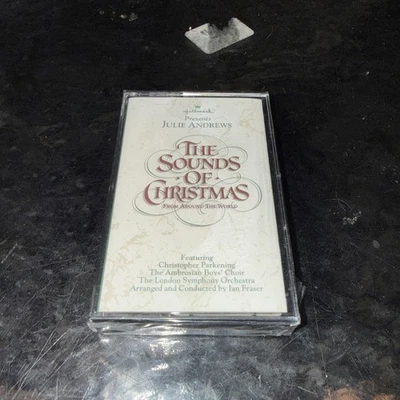 Hallmark
Presents
JULIE ANDREWS
THE
SOUNDS
·OF·
CHRISTMAS
FROM AROUND THE WORLD
Featuring
Christopher Parkening
The Ambrosian Boys' Choir
The London Symphony Orchestra
Arranged and Conducted by Ian Fraser